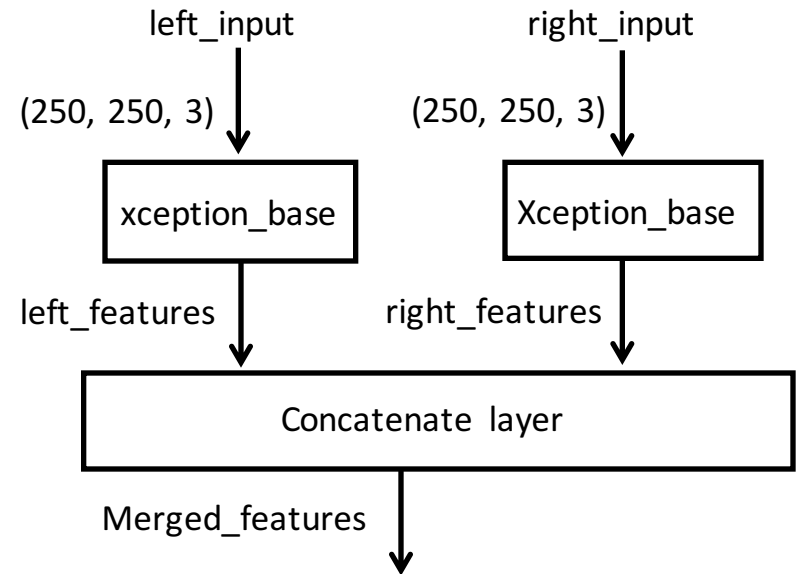 left_input
right_input
(250, 250, 3)
(250, 250, 3)
xception_base
Xception_base
left_features
right_features
Concatenate layer
Merged_features